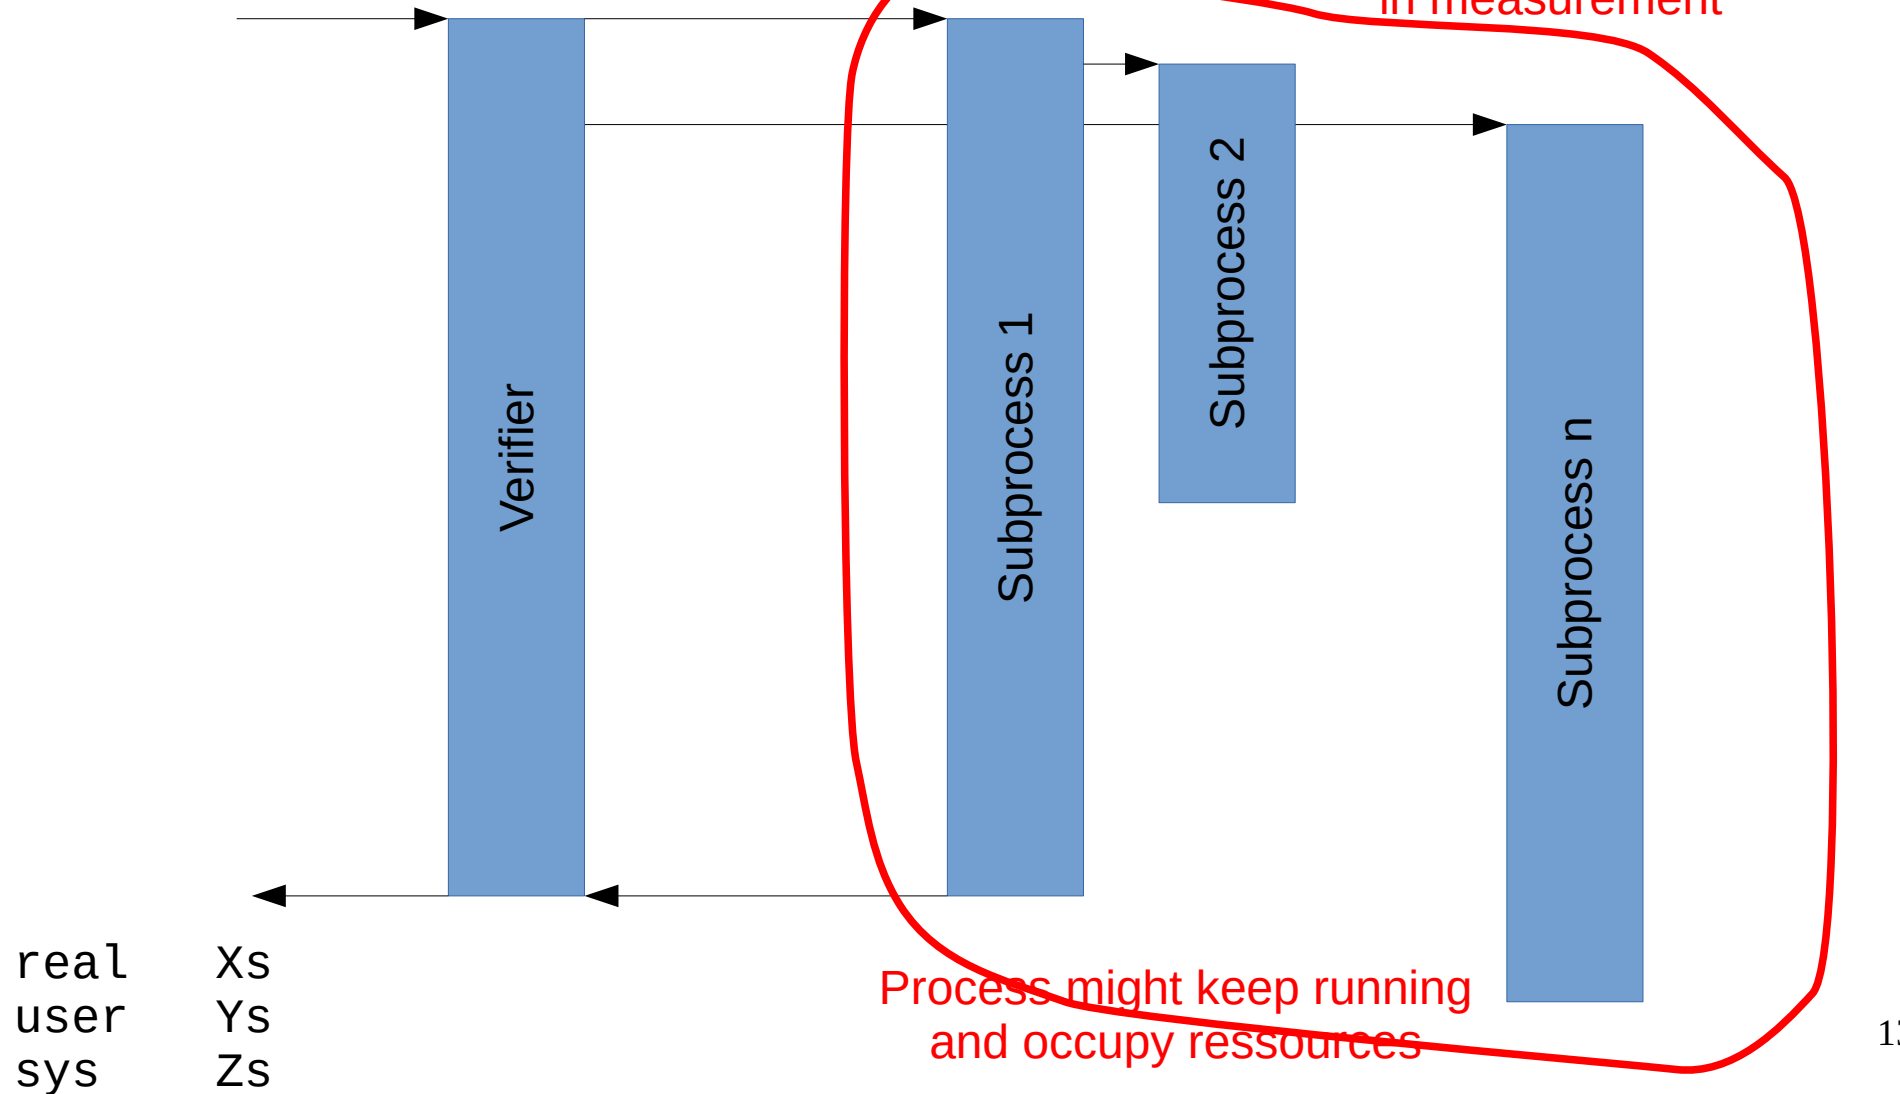 in measurement
Verifier
Subprocess 1
Subprocess 2
Subprocess n
real Xs
user Ys
sys Zs
Process might keep running
and occupy ressources